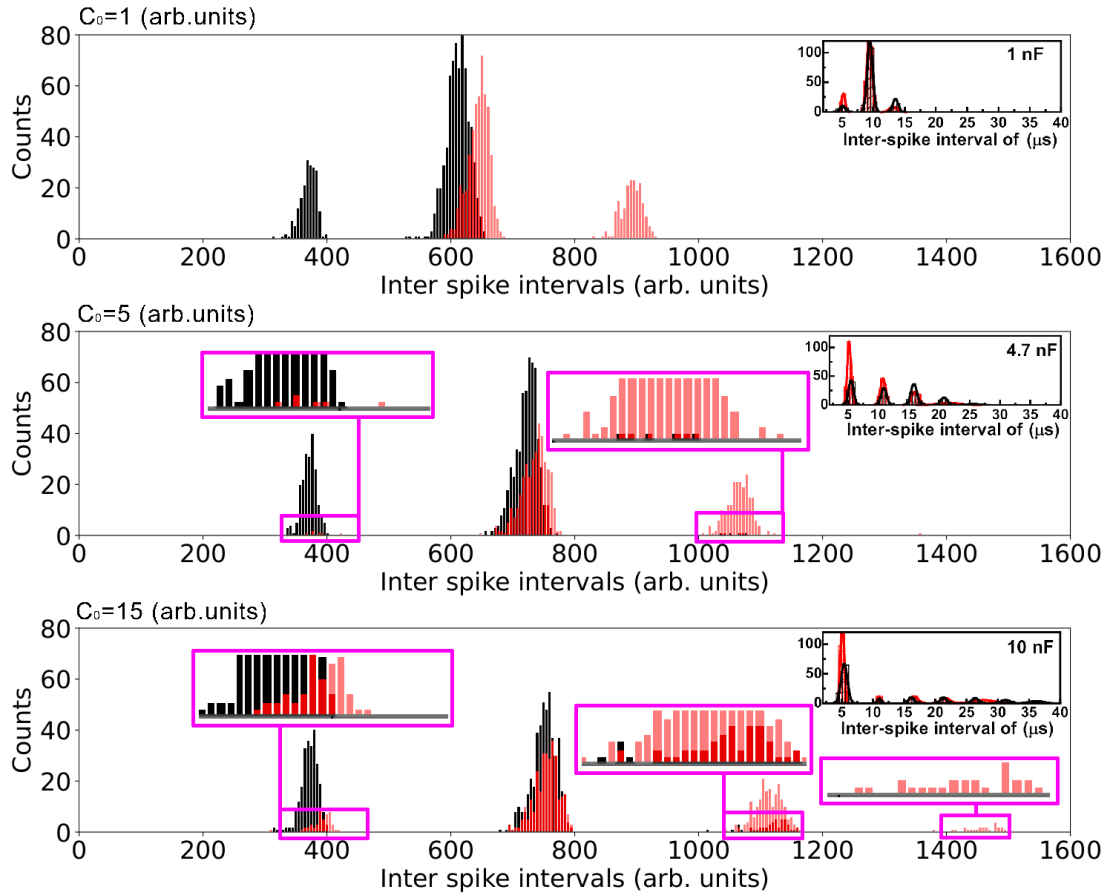 C₀=1 (arb.units)
80
60
40
20
0
Counts
0 200 400 600 800 1000 1200 1400 1600
Inter spike intervals (arb. units)
1 nF
100
50
0
5 10 15 20 25 30 35 40
Inter-spike interval of (μs)
C₀=5 (arb.units)
80
60
40
20
0
Counts
0 200 400 600 800 1000 1200 1400 1600
Inter spike intervals (arb. units)
4.7 nF
100
50
0
5 10 15 20 25 30 35 40
Inter-spike interval of (μs)
C₀=15 (arb.units)
80
60
40
20
0
Counts
0 200 400 600 800 1000 1200 1400 1600
Inter spike intervals (arb. units)
10 nF
100
50
0
5 10 15 20 25 30 35 40
Inter-spike interval of (μs)